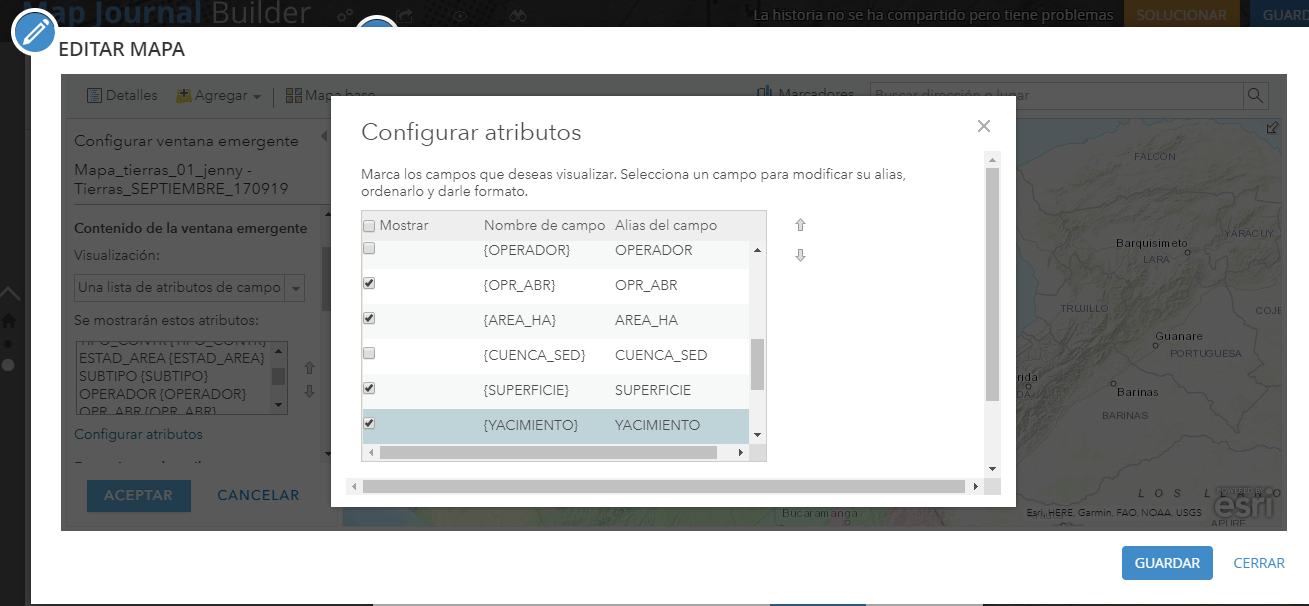 Map Journal Builder
La historia no se ha compartido pero tiene problemas
SOLUCIONAR
GUARD
EDITAR MAPA
Detalles
Agregar
Mapa base
Marcadores
Buscar dirección o lugar
Configurar ventana emergente
Mapa_tierras_01_jenny -
Tierras_SEPTIEMBRE_170919
Contenido de la ventana emergente
Visualización:
Una lista de atributos de campo
Se mostrarán estos atributos:
TIPO_CONTR {TIPO_CONTR}
ESTAD_AREA {ESTAD_AREA}
SUBTIPO {SUBTIPO}
OPERADOR {OPERADOR}
OPR_ABR {OPR_ABR}
Configurar atributos
ACEPTAR
CANCELAR
Configurar atributos
Marca los campos que deseas visualizar. Selecciona un campo para modificar su alias,
ordenarlo y darle formato.
Mostrar Nombre de campo Alias del campo
{OPERADOR} OPERADOR
{OPR_ABR} OPR_ABR
{AREA_HA} AREA_HA
{CUENCA_SED} CUENCA_SED
{SUPERFICIE} SUPERFICIE
{YACIMIENTO} YACIMIENTO
FALCON
YARACUY
Barquisimeto
LARA
TRUJILLO
COJE
Guanare
PORTUGUESA
rida
Barinas
BARINAS
L O S L
Bucaramanga
Esri, HERE, Garmin, FAO, NOAA, USGS
POWERED BY
esri
APURE
GUARDAR
CERRAR